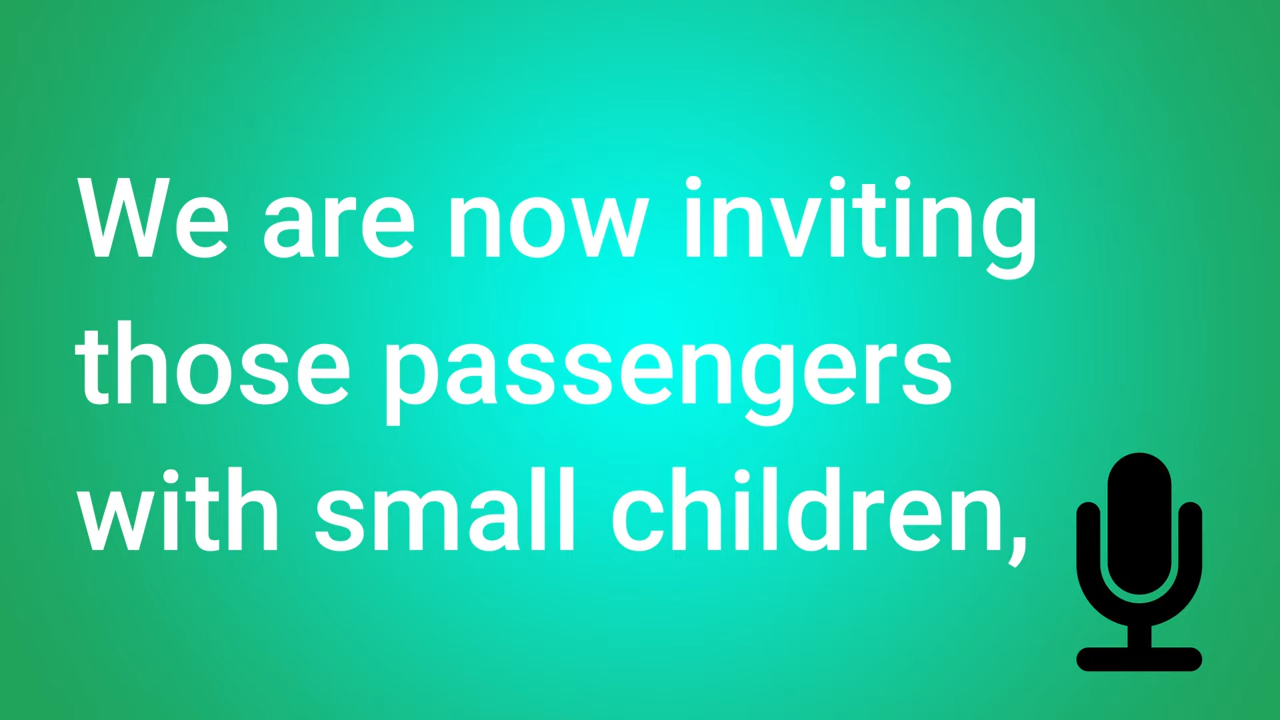 We are now inviting
those passengers
with small children,